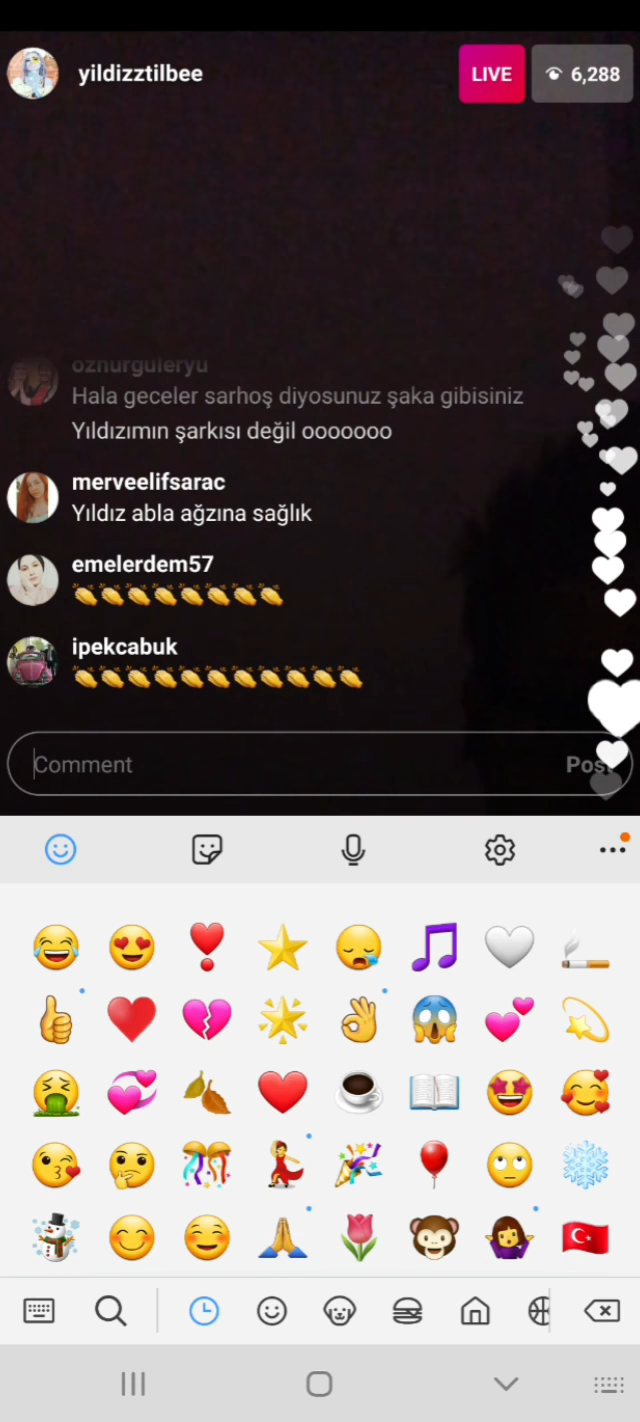 yildizztilbee
LIVE
6,288
oznurguleryu
Hala geceler sarhoş diyosunuz şaka gibisiniz
Yıldızımın şarkısı değil ooooooo
merveelifsarac
Yıldız abla ağzına sağlık
emelerdem57
👏👏👏👏👏👏👏👏
ipekcabuk
👏👏👏👏👏👏👏👏👏👏👏
Comment
Post